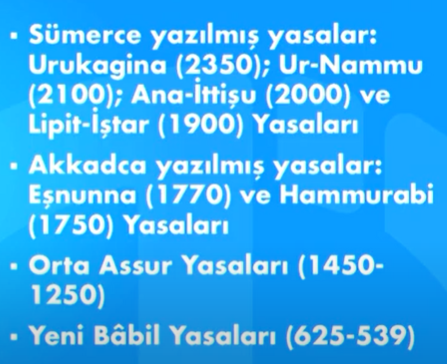 ▪ Sümerce yazılmış yasalar:
Urukagina (2350); Ur-Nammu
(2100); Ana-İttişu (2000) ve
Lipit-İştar (1900) Yasaları
▪ Akkadca yazılmış yasalar:
Eşnunna (1770) ve Hammurabi
(1750) Yasaları
▪ Orta Assur Yasaları (1450-
1250)
▪ Yeni Bâbil Yasaları (625-539)